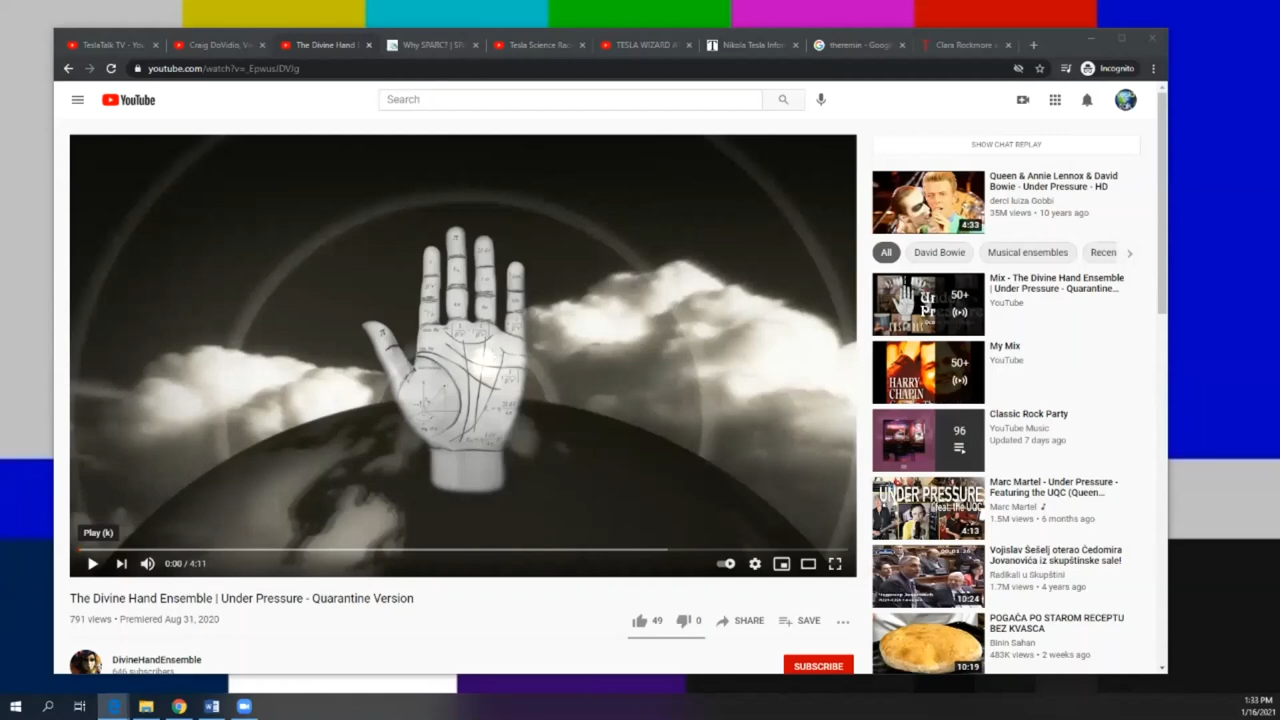 TeslaTalk TV - You
Craig DoVidio, Vi
The Divine Hand
Why SPARC? | SP
Tesla Science Rad
TESLA WIZARD A
Nikola Tesla Infor
theremin - Googl
Clara Rockmore
Incognito
YouTube
Search
SHOW CHAT REPLAY
Queen & Annie Lennox & David
Bowie - Under Pressure - HD
derci luiza Gobbi
35M views • 10 years ago
4:33
All
David Bowie
Musical ensembles
Recen
Mix - The Divine Hand Ensemble
| Under Pressure - Quarantine...
YouTube
50+
My Mix
YouTube
50+
HARRY
CHAPIN
Classic Rock Party
YouTube Music
Updated 7 days ago
96
Marc Martel - Under Pressure -
Featuring the UQC (Queen...
Marc Martel
1.5M views • 6 months ago
UNDER PRESSURE
feat. the UQC
4:13
Vojislav Šešelj oterao Čedomira
Jovanovića iz skupštinske sale!
Radikali u Skupštini
1.7M views • 4 years ago
10:24
POGAČA PO STAROM RECEPTU
BEZ KVASCA
Binin Sahan
483K views • 2 weeks ago
10:19
Play (k)
0:00 / 4:11
The Divine Hand Ensemble | Under Pressure - Quarantine Version
791 views • Premiered Aug 31, 2020
49
0
SHARE
SAVE
DivineHandEnsemble
646 subscribers
SUBSCRIBE
1:33 PM
1/16/2021